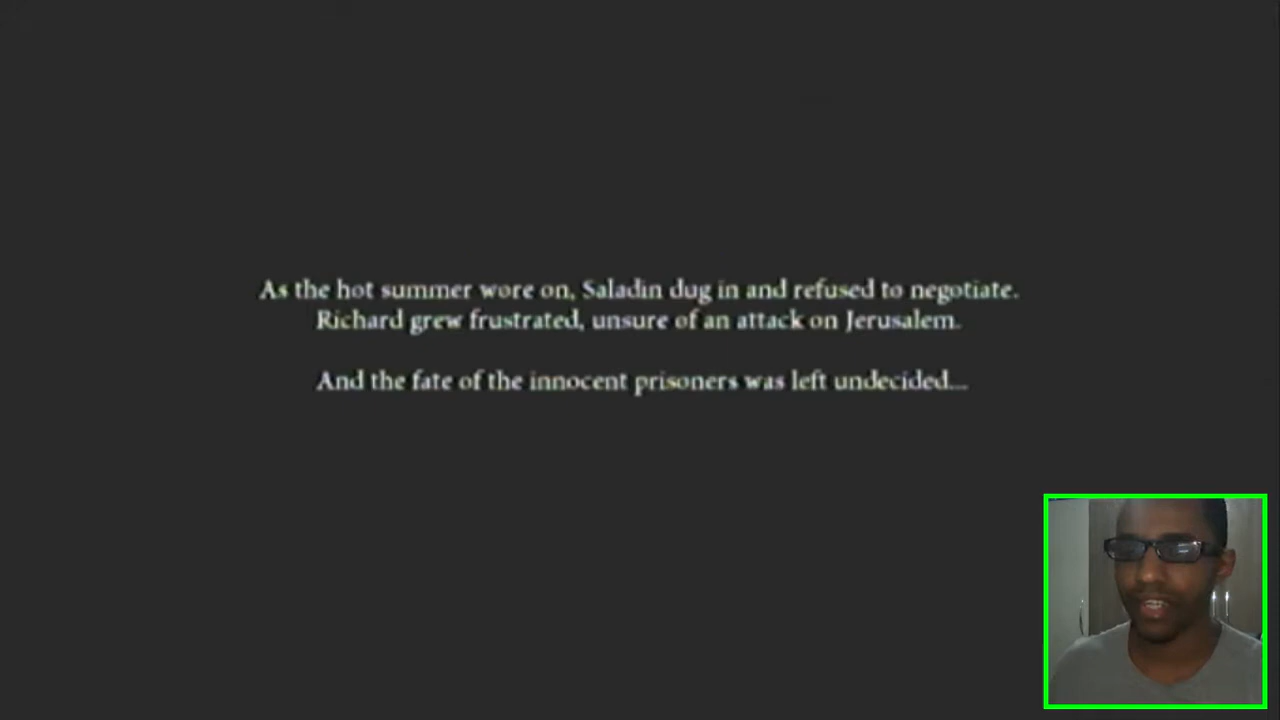 As the hot summer wore on, Saladin dug in and refused to negotiate.
Richard grew frustrated, unsure of an attack on Jerusalem.
And the fate of the innocent prisoners was left undecided...